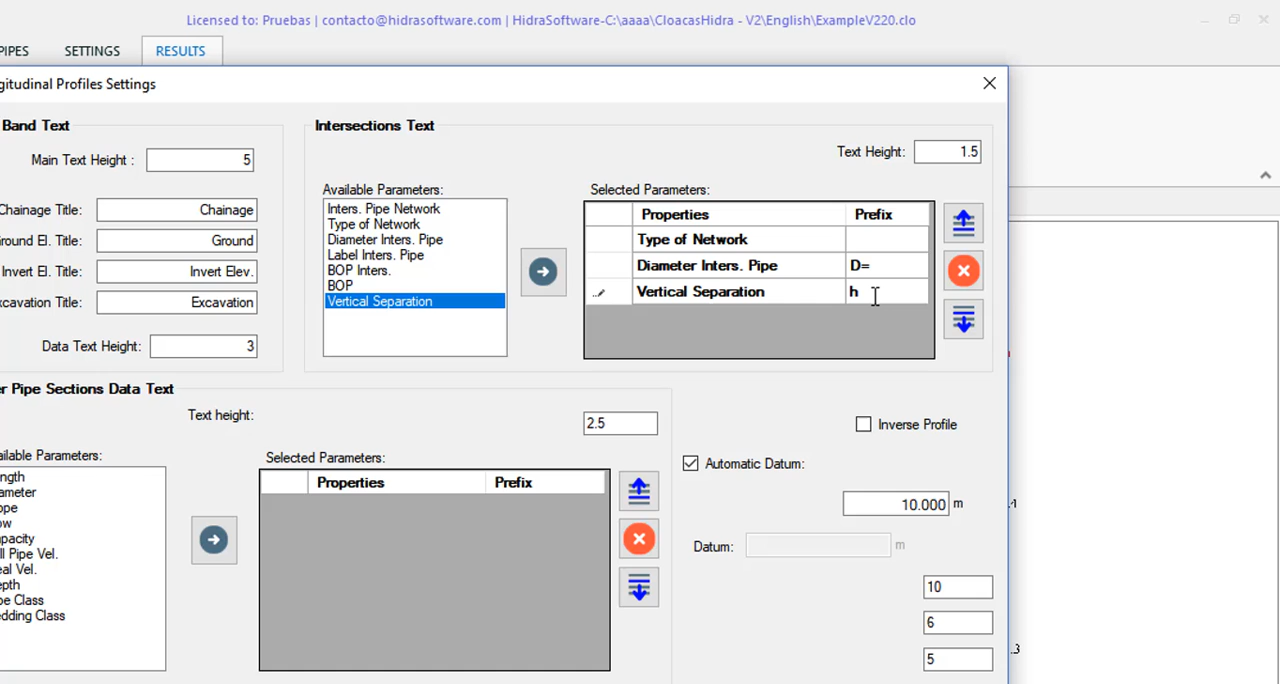 Licensed to: Pruebas | contacto@hidrasoftware.com | HidraSoftware-C:\aaaa\CloacasHidra - V2\English\ExampleV220.clo
PIPES SETTINGS RESULTS
gitudinal Profiles Settings
Band Text
Main Text Height : 5
Chainage Title: Chainage
round El. Title: Ground
nvert El. Title: Invert Elev.
xcavation Title: Excavation
Data Text Height: 3
Intersections Text
Text Height: 1.5
Available Parameters:
Inters. Pipe Network
Type of Network
Diameter Inters. Pipe
Label Inters. Pipe
BOP Inters.
BOP
Vertical Separation
Selected Parameters:
Properties Prefix
Type of Network
Diameter Inters. Pipe D=
Vertical Separation h
er Pipe Sections Data Text
Text height: 2.5
ailable Parameters:
ngth
ameter
ope
ow
apacity
ll Pipe Vel.
eal Vel.
epth
pe Class
edding Class
Selected Parameters:
Properties Prefix
Inverse Profile
Automatic Datum:
10.000 m
Datum: m
10
6
5